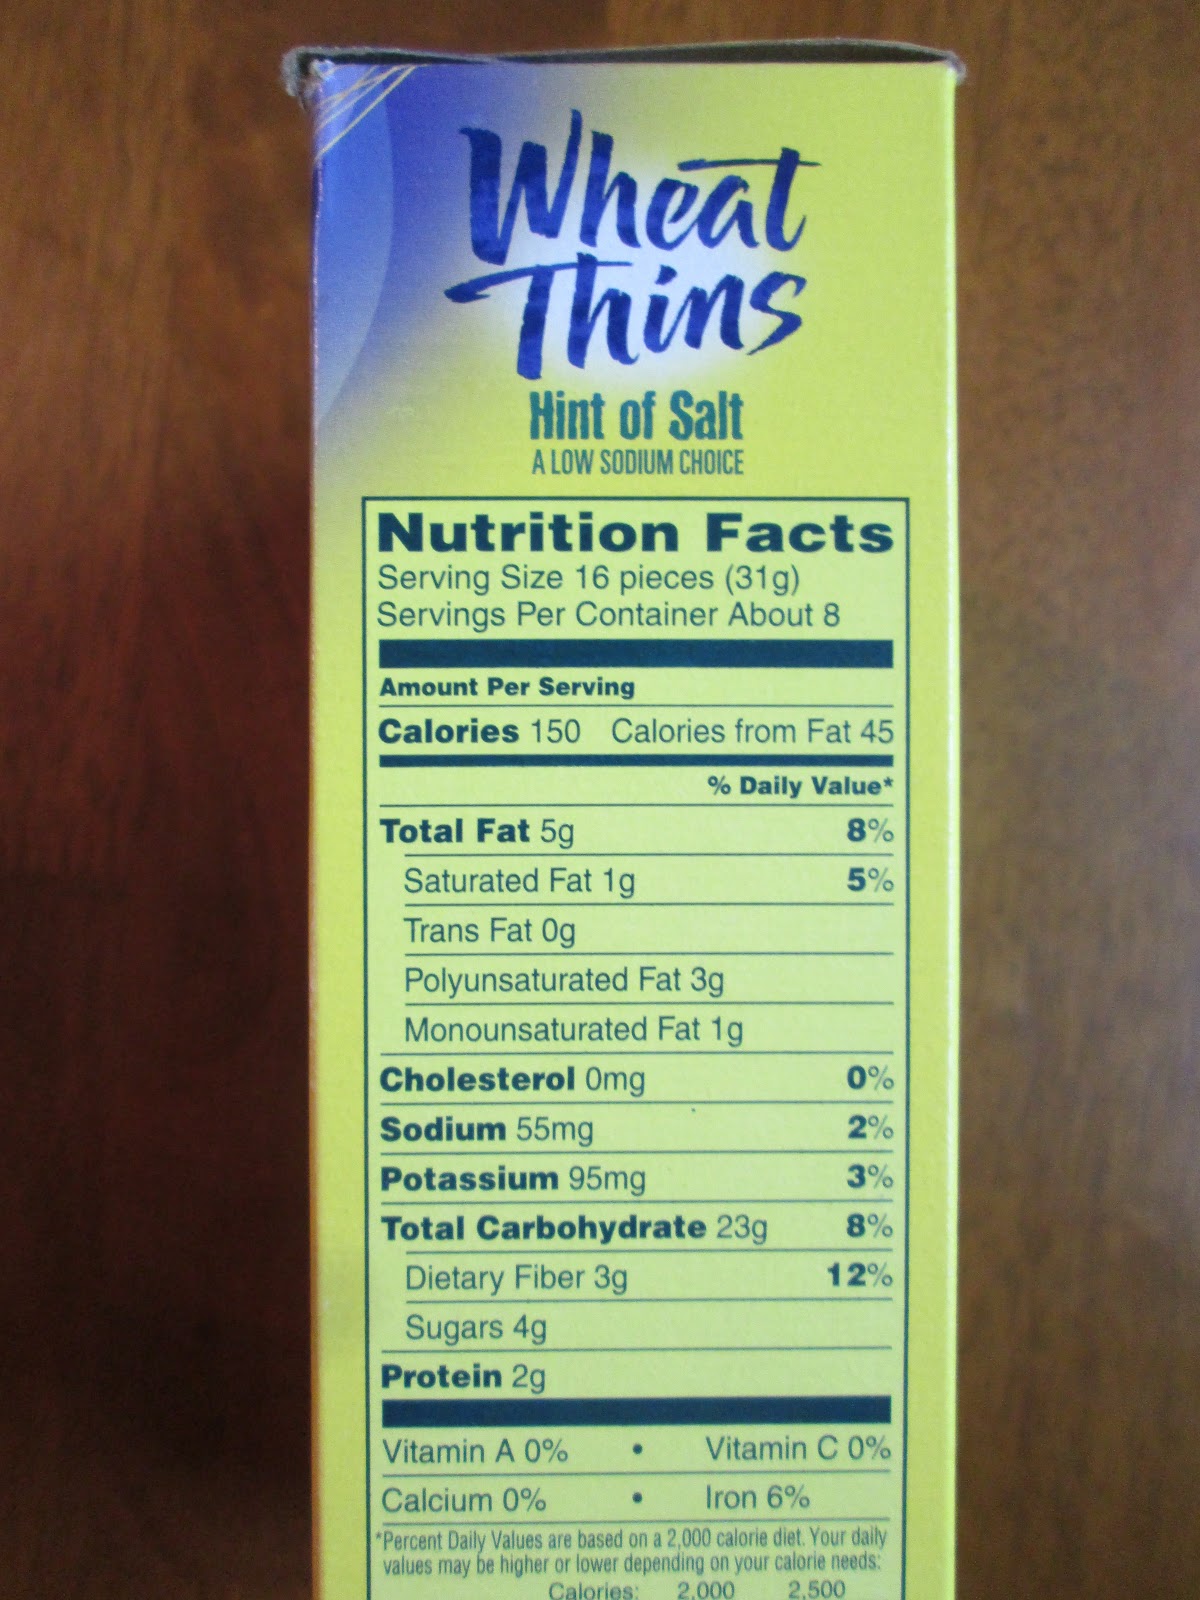 Wheat
Thins
Hint of Salt
A LOW SODIUM CHOICE
Nutrition Facts
Serving Size 16 pieces (31g)
Servings Per Container About 8
Amount Per Serving
Calories 150 Calories from Fat 45
% Daily Value*
Total Fat 5g 8%
Saturated Fat 1g 5%
Trans Fat 0g
Polyunsaturated Fat 3g
Monounsaturated Fat 1g
Cholesterol 0mg 0%
Sodium 55mg 2%
Potassium 95mg 3%
Total Carbohydrate 23g 8%
Dietary Fiber 3g 12%
Sugars 4g
Protein 2g
Vitamin A 0% • Vitamin C 0%
Calcium 0% • Iron 6%
*Percent Daily Values are based on a 2,000 calorie diet. Your daily
values may be higher or lower depending on your calorie needs:
Calories: 2,000 2,500